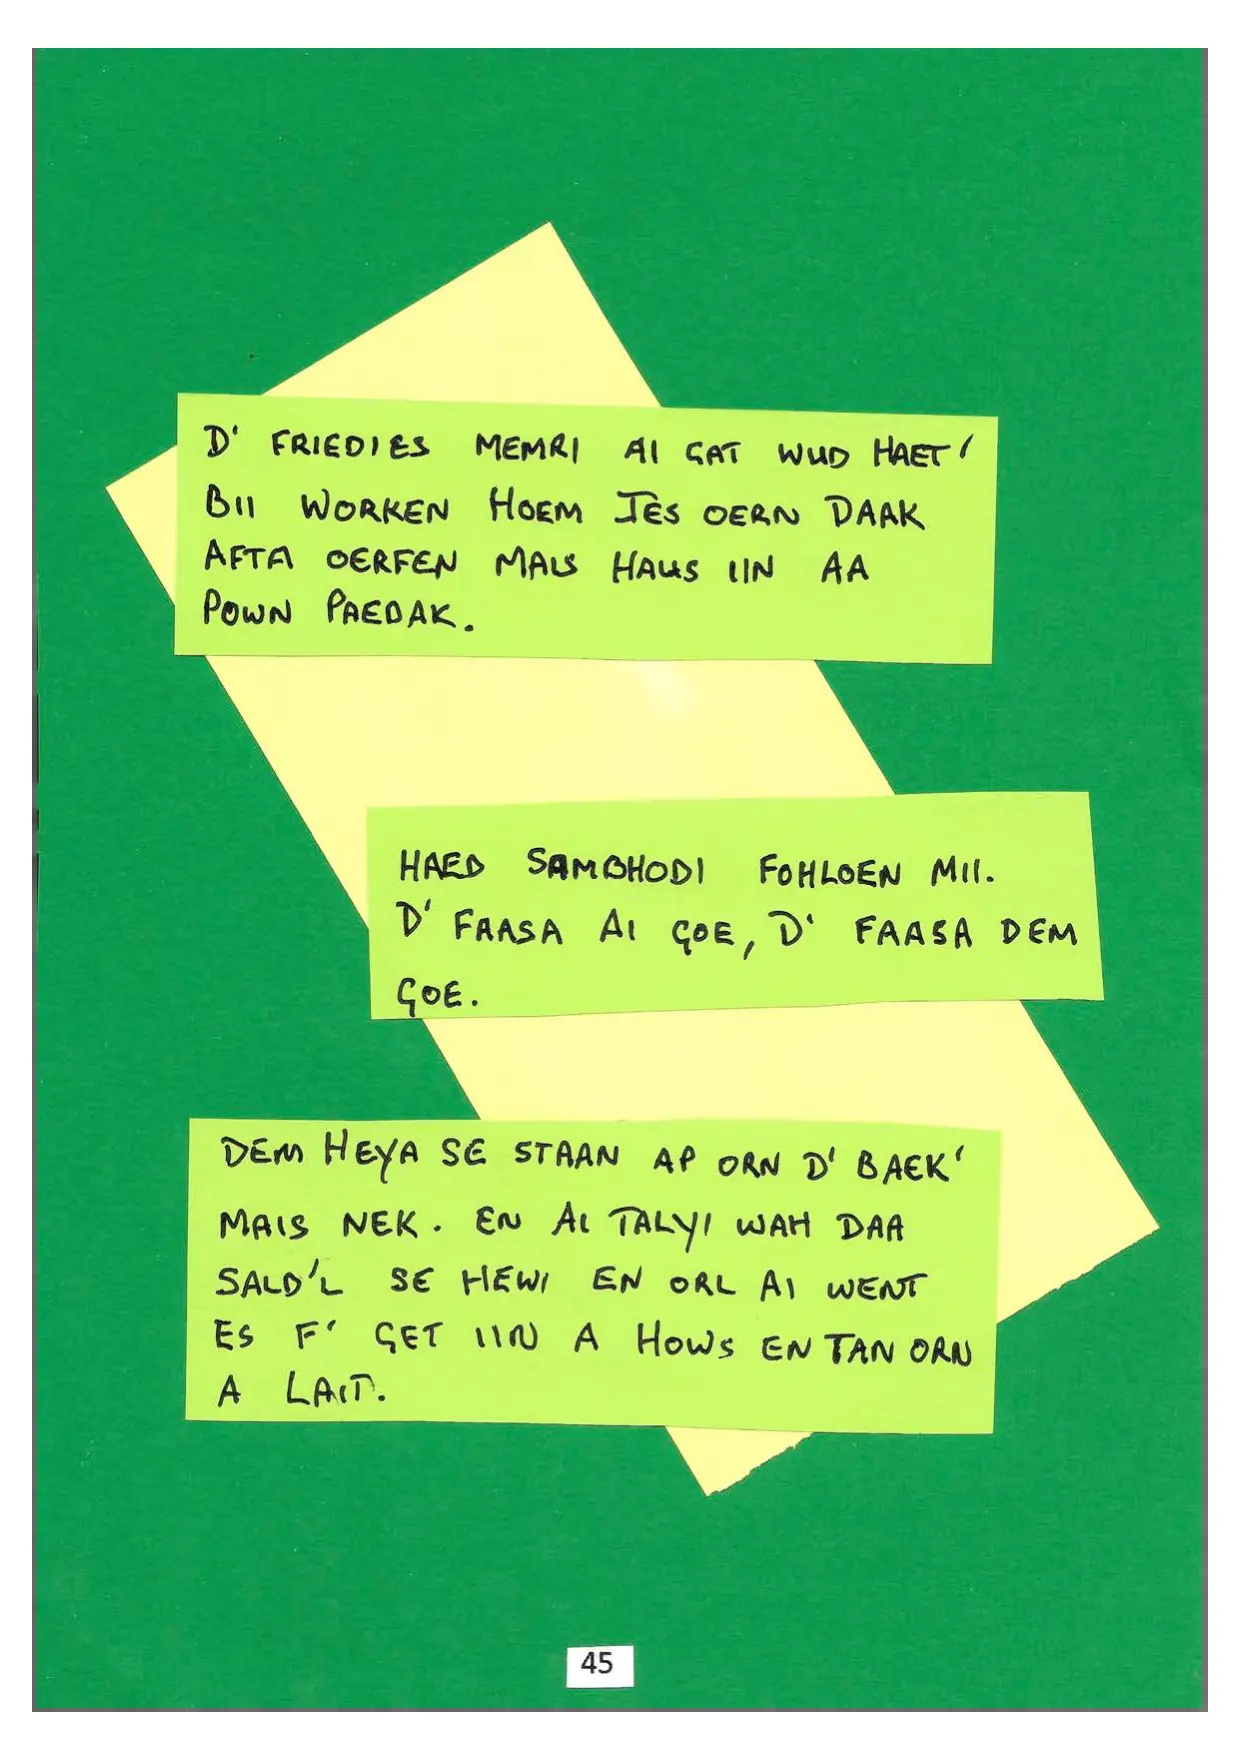 D' FRIEDIES MEMRI AI GAT WUD HAET'
BII WORKEN HOEM JES OERN DAAK
AFTA OERFEN MAIS HAUS IIN AA
POWN PAEDAK.
HAED SAMBHODI FOHLOEN MII.
D' FAASA AI GOE, D' FAASA DEM
GOE.
DEM HEYA SE STAAN AP ORN D' BAEK'
MAIS NEK. EN AI TALYI WAH DAA
SALD'L SE HEWI EN ORL AI WENT
ES F' GET IIN A HOWS EN TAN ORN
A LAIT.
45